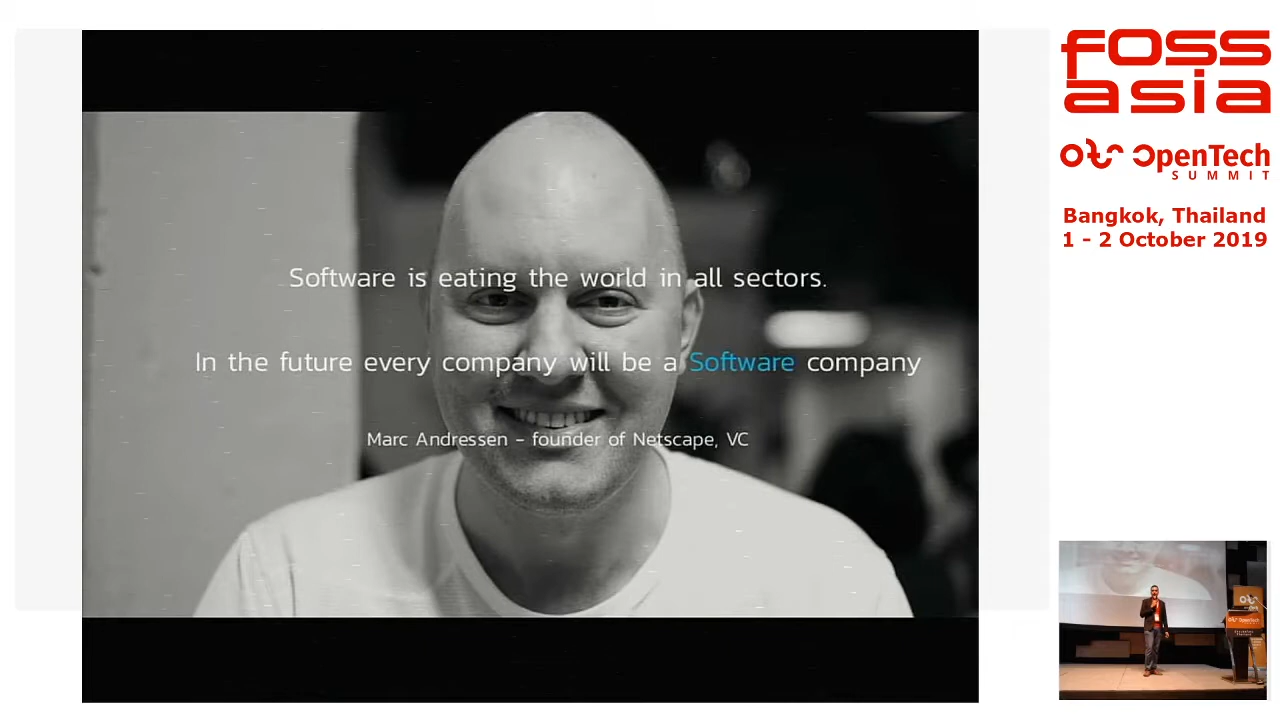 Software is eating the world in all sectors.
In the future every company will be a Software company
Marc Andressen - founder of Netscape, VC
foss
asia
OpenTech
SUMMIT
Bangkok, Thailand
1 - 2 October 2019